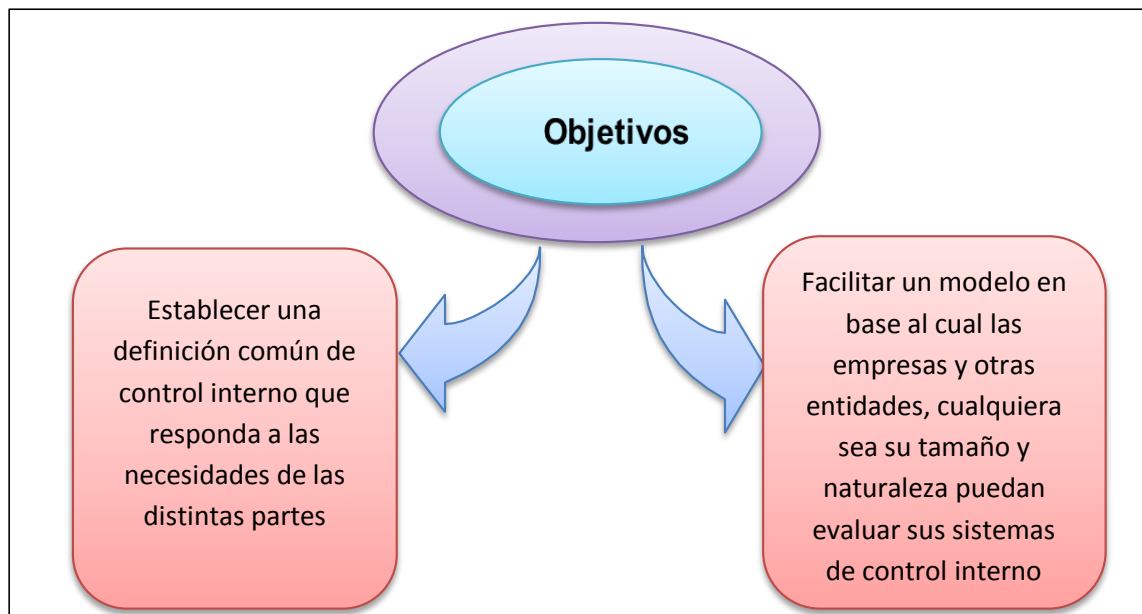 Objetivos
Establecer una
definición común de
control interno que
responda a las
necesidades de las
distintas partes
Facilitar un modelo en
base al cual las
empresas y otras
entidades, cualquiera
sea su tamaño y
naturaleza puedan
evaluar sus sistemas
de control interno